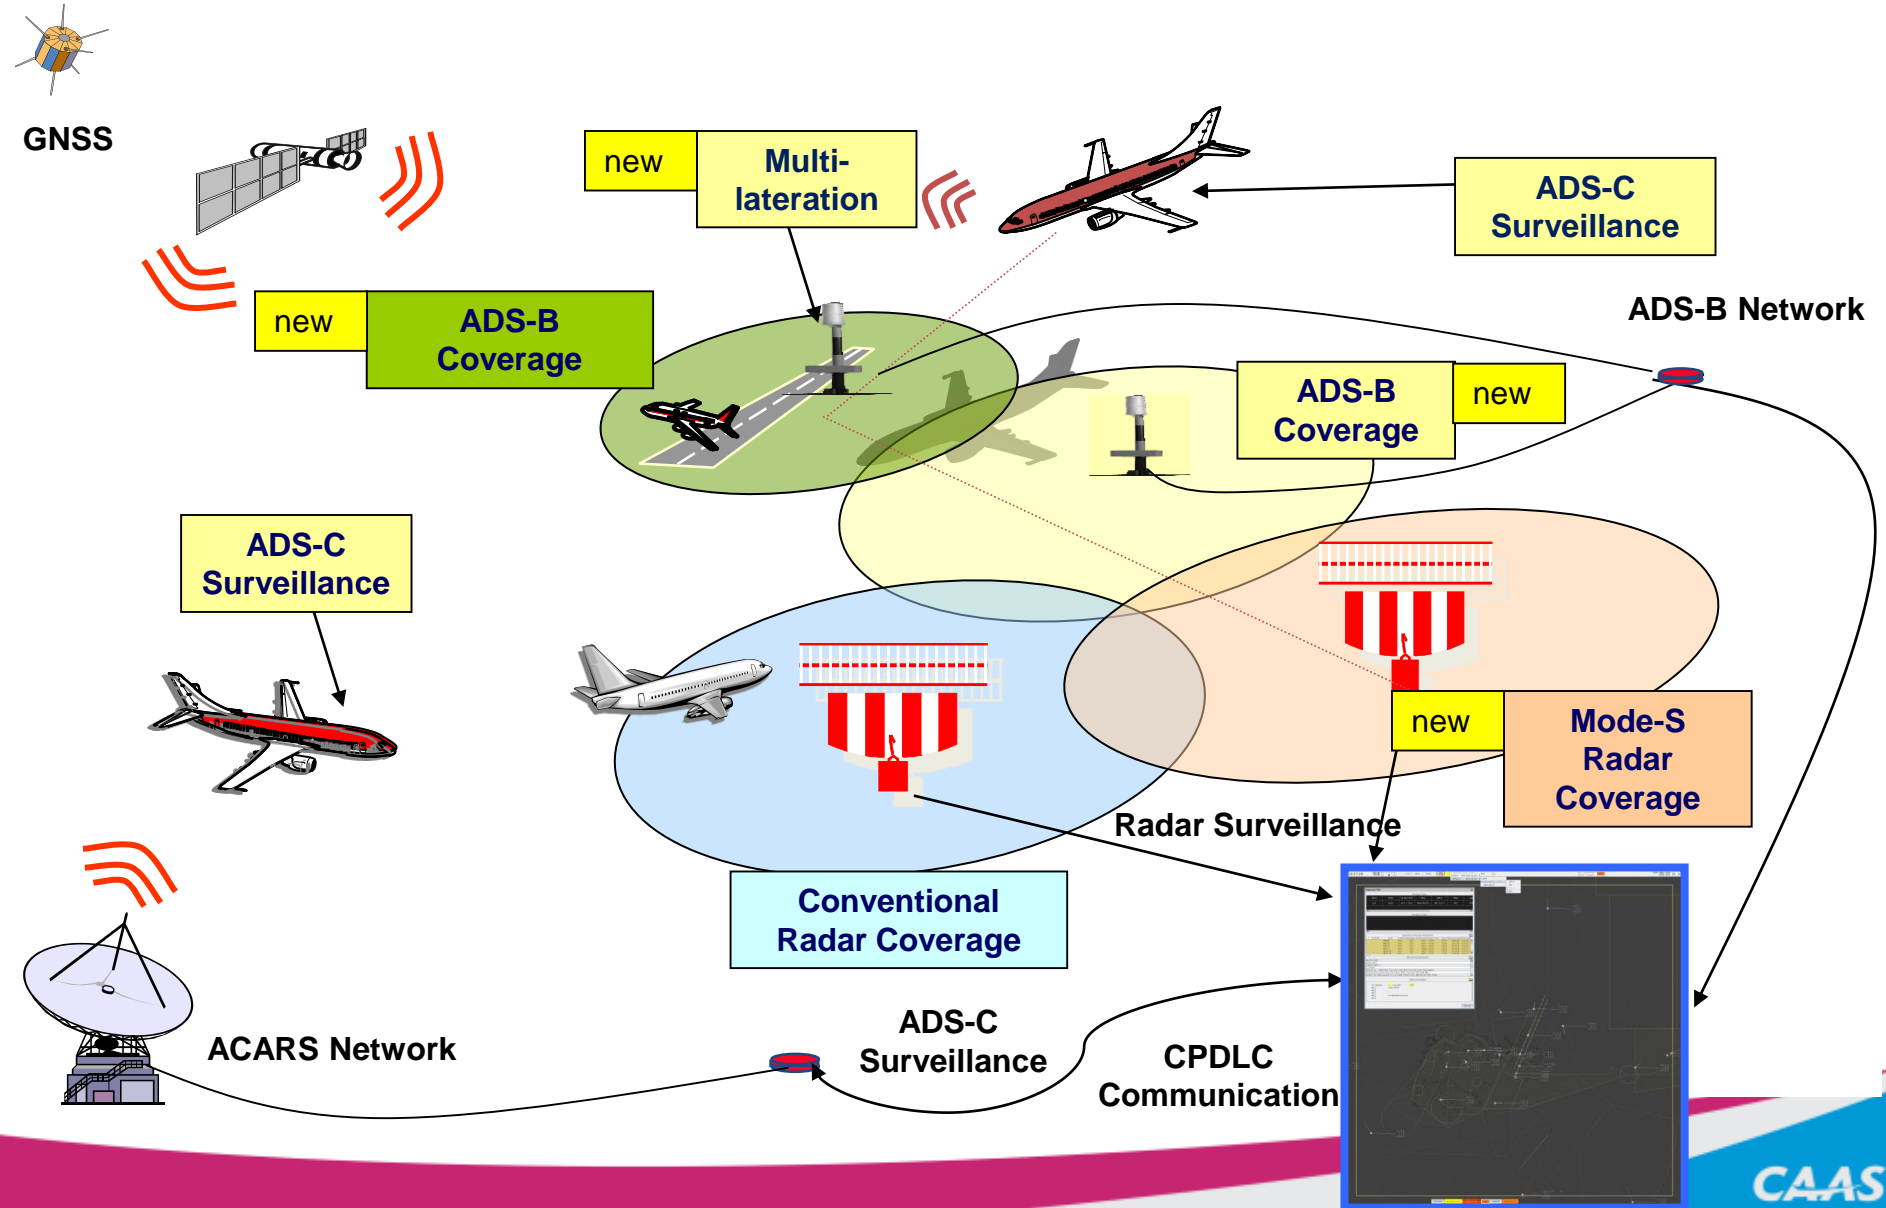 GNSS
new
Multi-
lateration
ADS-C
Surveillance
new
ADS-B
Coverage
ADS-B Network
ADS-B
Coverage
new
ADS-C
Surveillance
new
Mode-S
Radar
Coverage
Radar Surveillance
Conventional
Radar Coverage
ACARS Network
ADS-C
Surveillance
CPDLC
Communication
CAAS